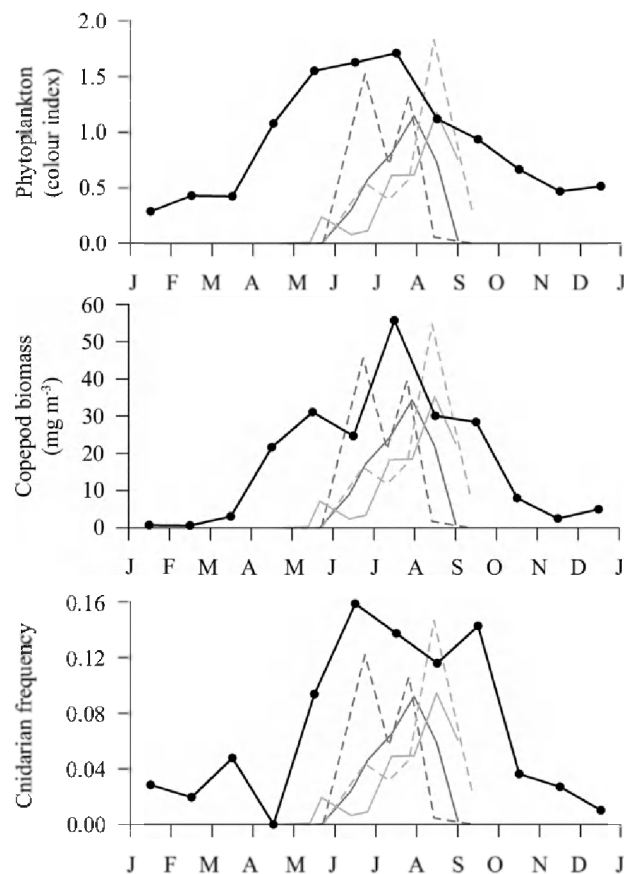 Phytopiankton
(colour index)
2.0
1.5
1.0
0.5
0.0
J F M A M J J A S O N D J
Copepod biomass
(mg m⁻³)
60
50
40
30
20
10
0
J F M A M J J A S O N D J
Cnidarian frequency
0.16
0.12
0.08
0.04
0.00
J F M A M J J A S O N D J